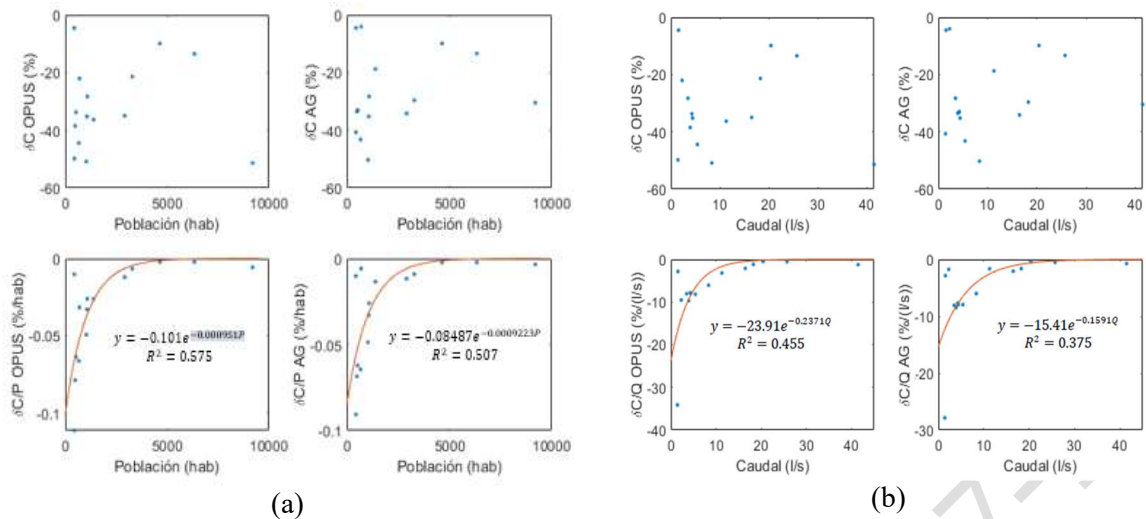 0
-20
-40
-60
δC OPUS (%)
0 5000 10000
Población (hab)
0
-20
-40
-60
δC AG (%)
0 5000 10000
Población (hab)
0
-20
-40
-60
δC OPUS (%)
0 10 20 30 40
Caudal (l/s)
0
-20
-40
-60
δC AG (%)
0 10 20 30 40
Caudal (l/s)
0
-0.05
-0.1
δC/P OPUS (%/hab)
y = −0.101e^{−0.000951P}
R² = 0.575
0 5000 10000
Población (hab)
0
-0.05
-0.1
δC/P AG (%/hab)
y = −0.08487e^{−0.0009223P}
R² = 0.507
0 5000 10000
Población (hab)
0
-10
-20
-30
-40
δC/Q OPUS (%/(l/s))
y = −23.91e^{−0.2371Q}
R² = 0.455
0 10 20 30 40
Caudal (l/s)
0
-10
-20
-30
δC/Q AG (%/(l/s))
y = −15.41e^{−0.1591Q}
R² = 0.375
0 10 20 30 40
Caudal (l/s)
(a)
(b)